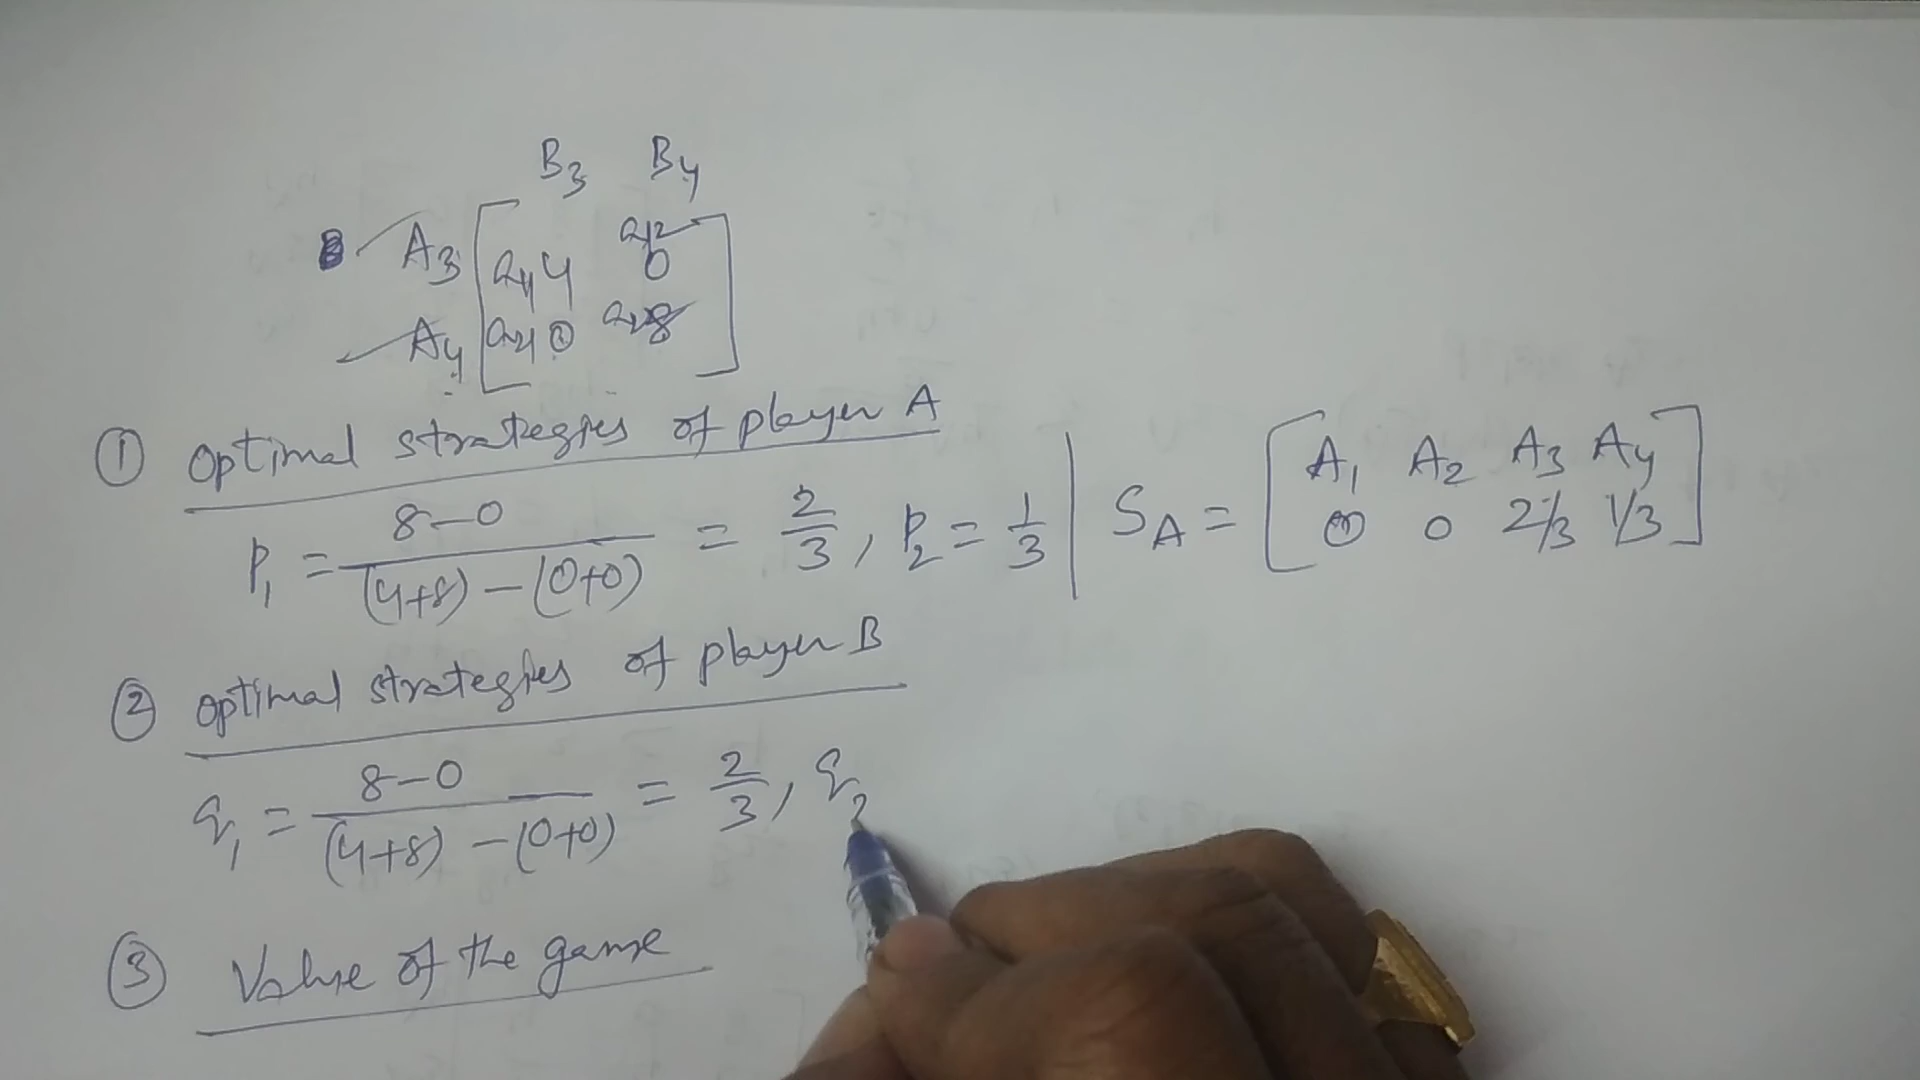 B3 B4
A3 a11 4 a12 0
A4 a21 0 a22 8
① Optimal strategies of player A
P1 = 8-0 / (4+8) - (0+0) = 2/3, P2 = 1/3 | SA = [A1 A2 A3 A4
0 0 2/3 1/3]
② Optimal strategies of player B
q1 = 8-0 / (4+8) - (0+0) = 2/3, q2
③ Value of the game